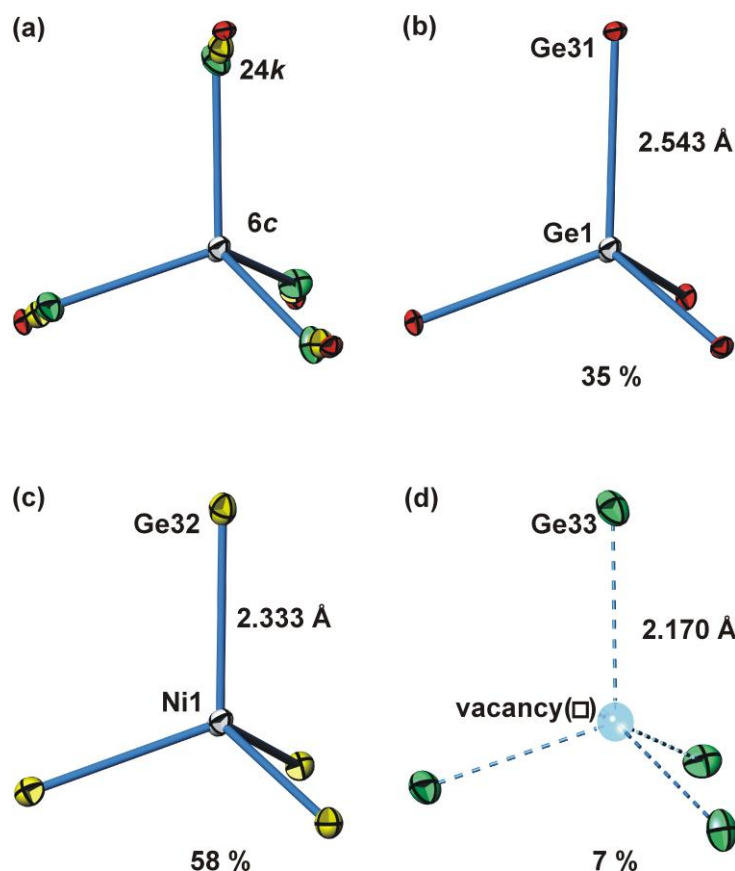 (a)
24k
6c
(b)
Ge31
2.543 Å
Ge1
35 %
(c)
Ge32
2.333 Å
Ni1
58 %
(d)
Ge33
2.170 Å
vacancy(□)
7 %